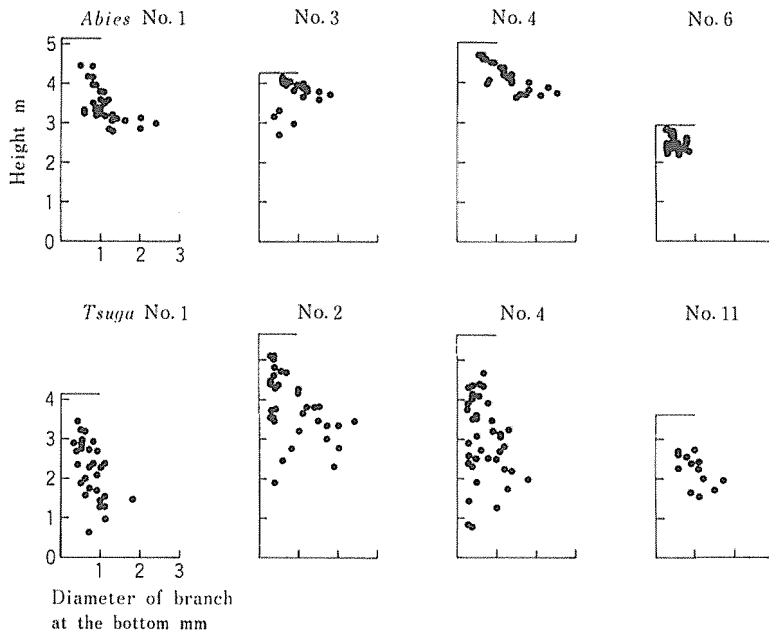 Abies No. 1 No. 3 No. 4 No. 6
5
4
3
2
1
0
Height m
1 2 3
Tsuga No. 1 No. 2 No. 4 No. 11
4
3
2
1
0
1 2 3
Diameter of branch
at the bottom mm